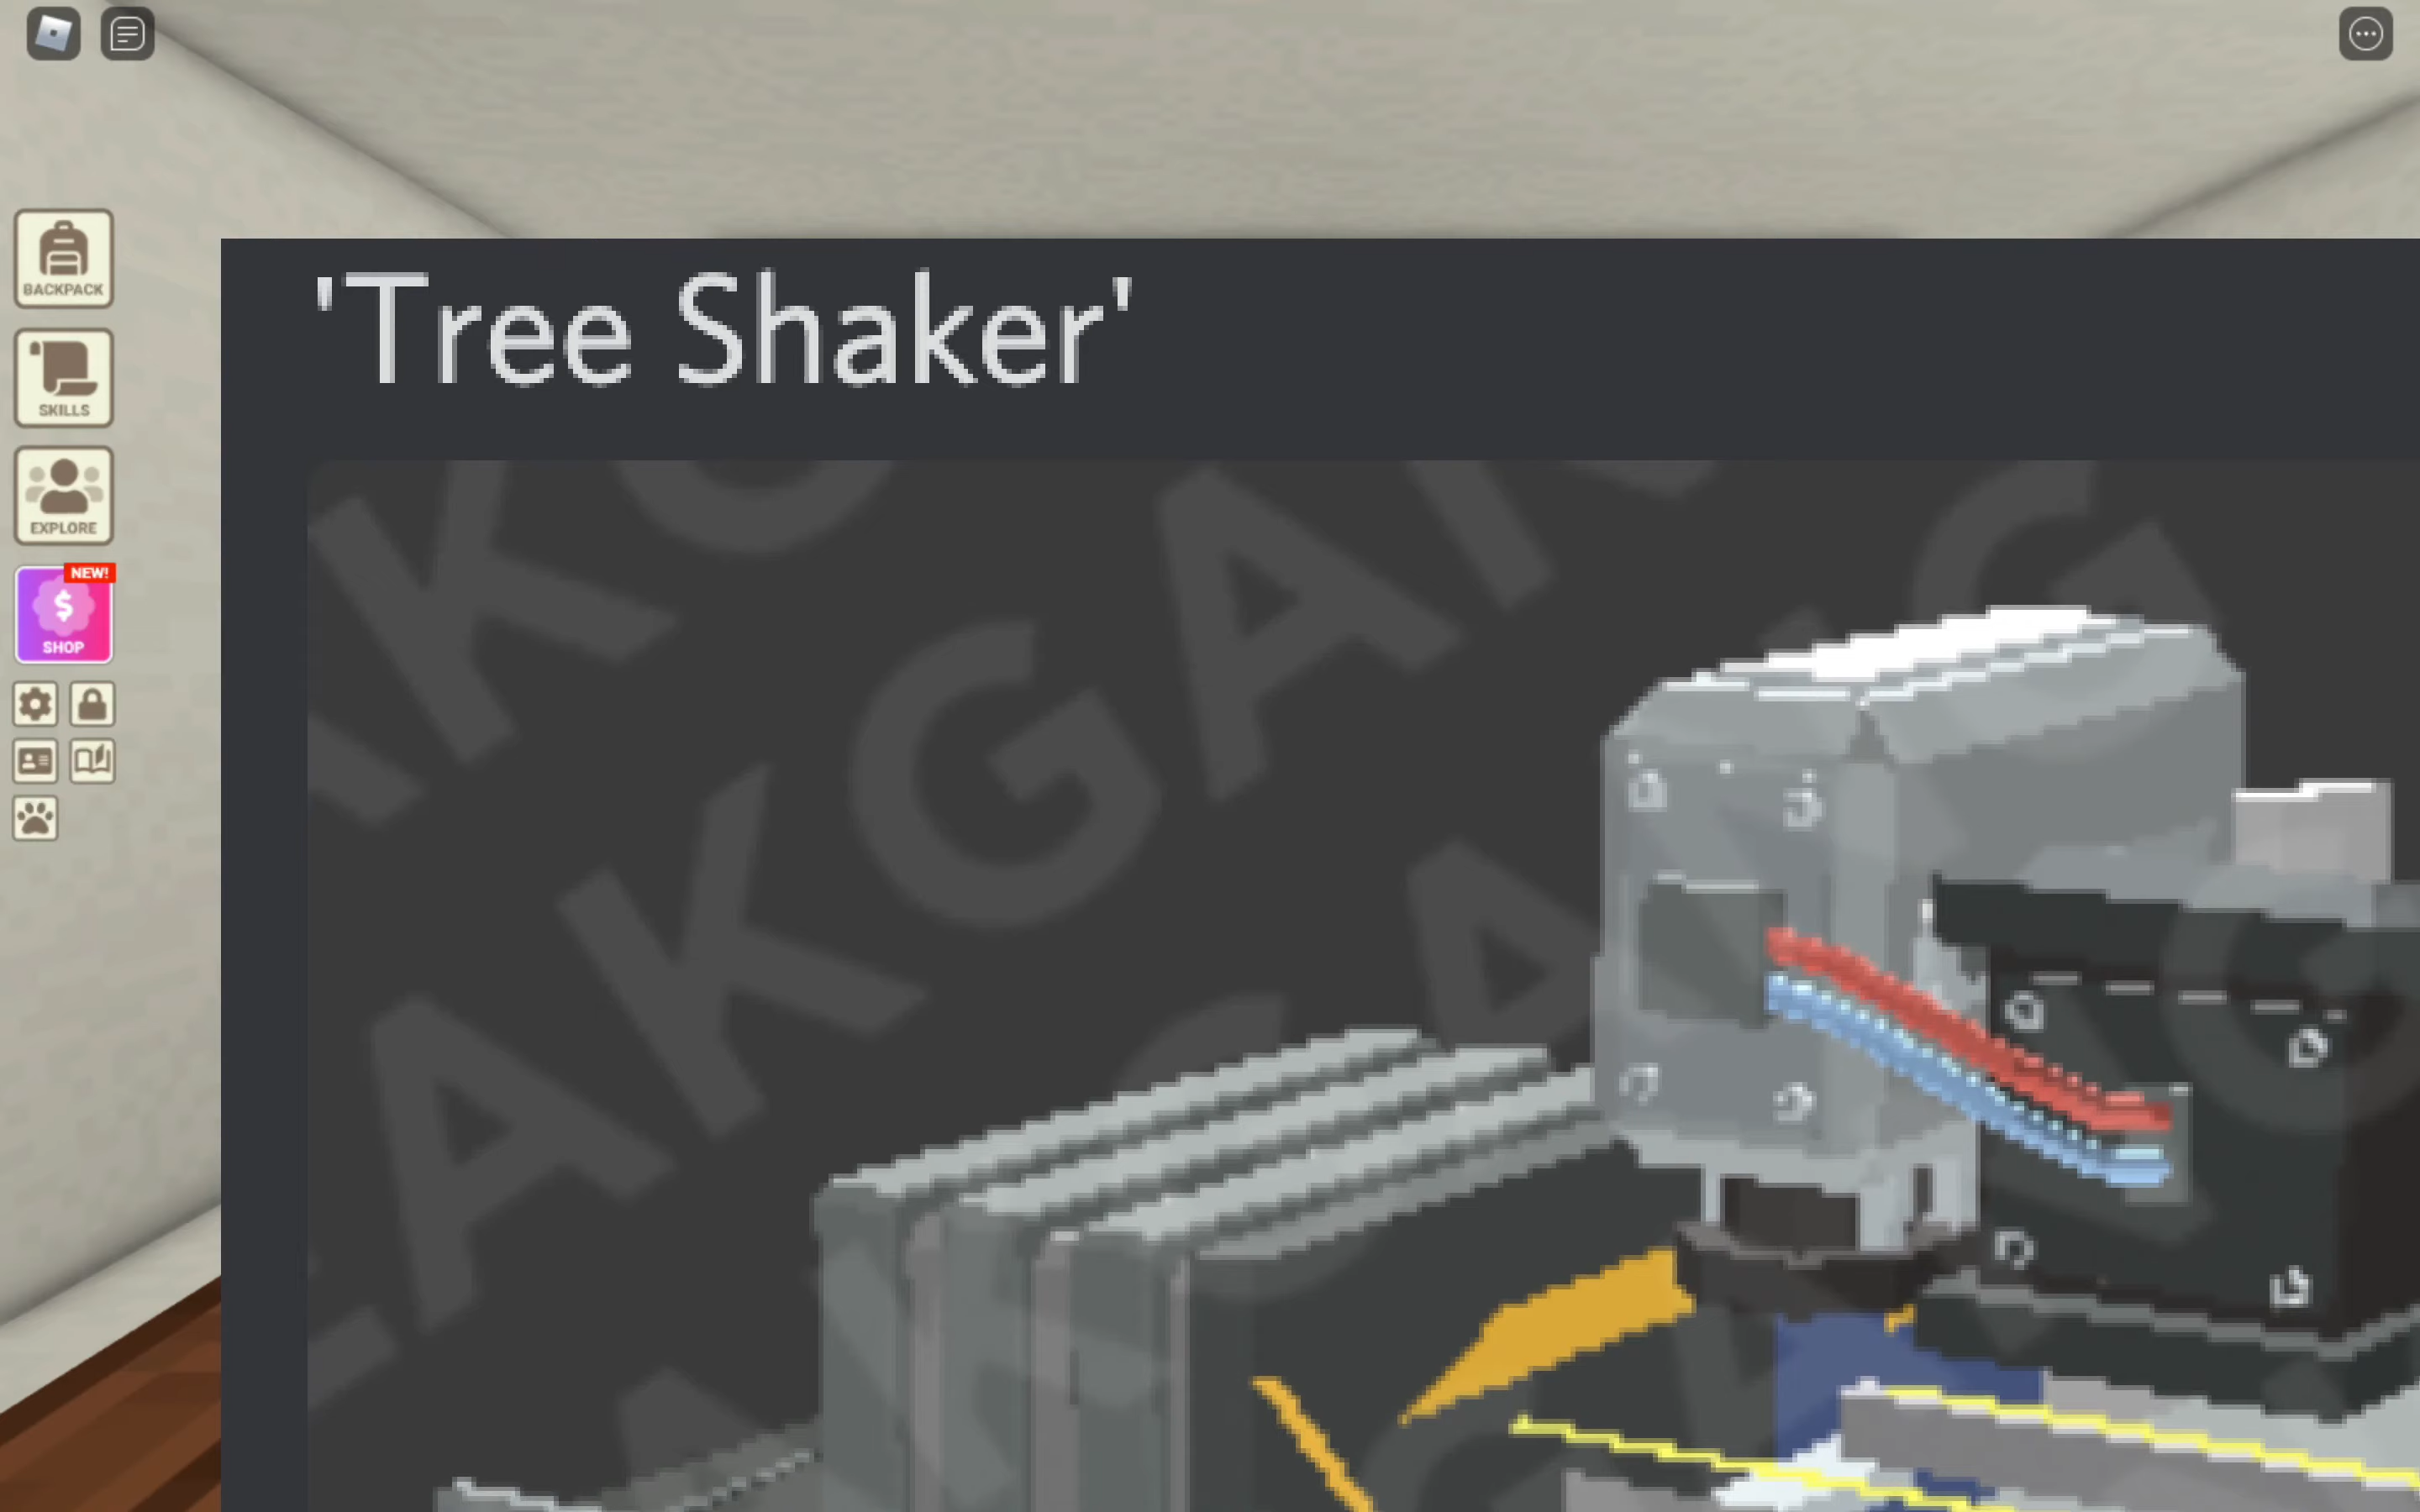 BACKPACK
SKILLS
EXPLORE
NEW!
$
SHOP
'Tree Shaker'